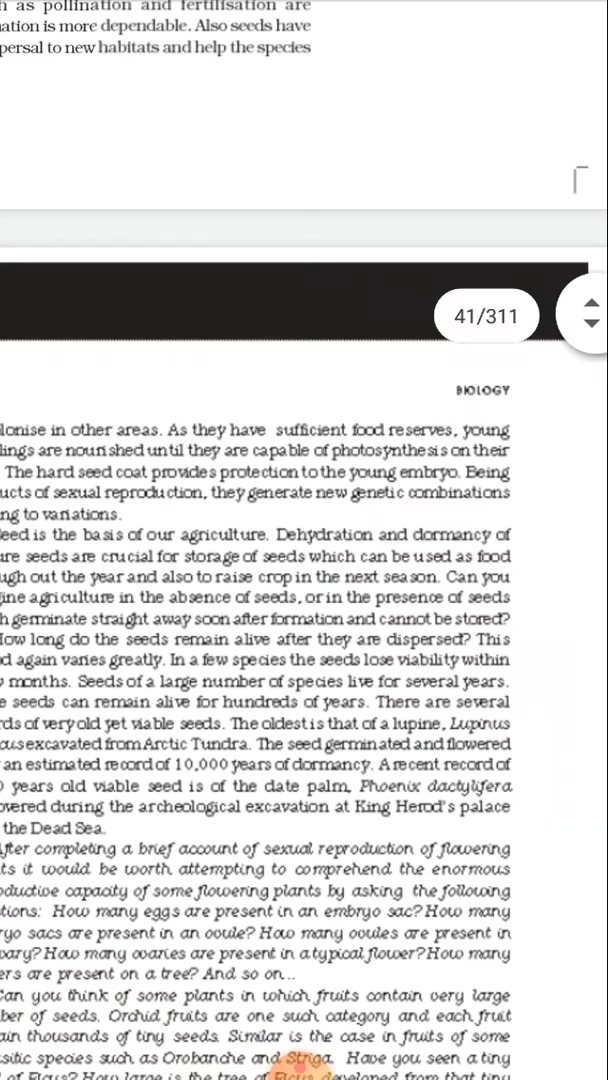 h as pollination and fertilisation are
nation is more dependable. Also seeds have
persal to new habitats and help the species
41/311
BIOLOGY
lonise in other areas. As they have sufficient food reserves, young
lings are nourished until they are capable of photosynthesis on their
The hard seed coat provides protection to the young embryo. Being
ucts of sexual reproduction, they generate new genetic combinations
ng to variations.
eed is the basis of our agriculture. Dehydration and dormancy of
ure seeds are crucial for storage of seeds which can be used as food
ugh out the year and also to raise crop in the next season. Can you
gine agriculture in the absence of seeds, or in the presence of seeds
h germinate straight away soon after formation and cannot be stored?
How long do the seeds remain alive after they are dispersed? This
d again varies greatly. In a few species the seeds lose viability within
months. Seeds of a large number of species live for several years.
e seeds can remain alive for hundreds of years. There are several
rds of very old yet viable seeds. The oldest is that of a lupine, Lupinus
cus excavated from Arctic Tundra. The seed germinated and flowered
an estimated record of 10,000 years of dormancy. A recent record of
0 years old viable seed is of the date palm, Phoenix dactylifera
overed during the archeological excavation at King Herod's palace
the Dead Sea.
After completing a brief account of sexual reproduction of flowering
ts it would be worth attempting to comprehend the enormous
oductive capacity of some flowering plants by asking the following
tions: How many eggs are present in an embryo sac? How many
ryo sacs are present in an ovule? How many ovules are present in
vary? How many ovaries are present in a typical flower? How many
ers are present on a tree? And so on...
Can you think of some plants in which fruits contain very large
ber of seeds. Orchid fruits are one such category and each fruit
ain thousands of tiny seeds. Similar is the case in fruits of some
sitic species such as Orobanche and Striga. Have you seen a tiny
of Ficus? How large is the tree of Ficus developed from that tiny